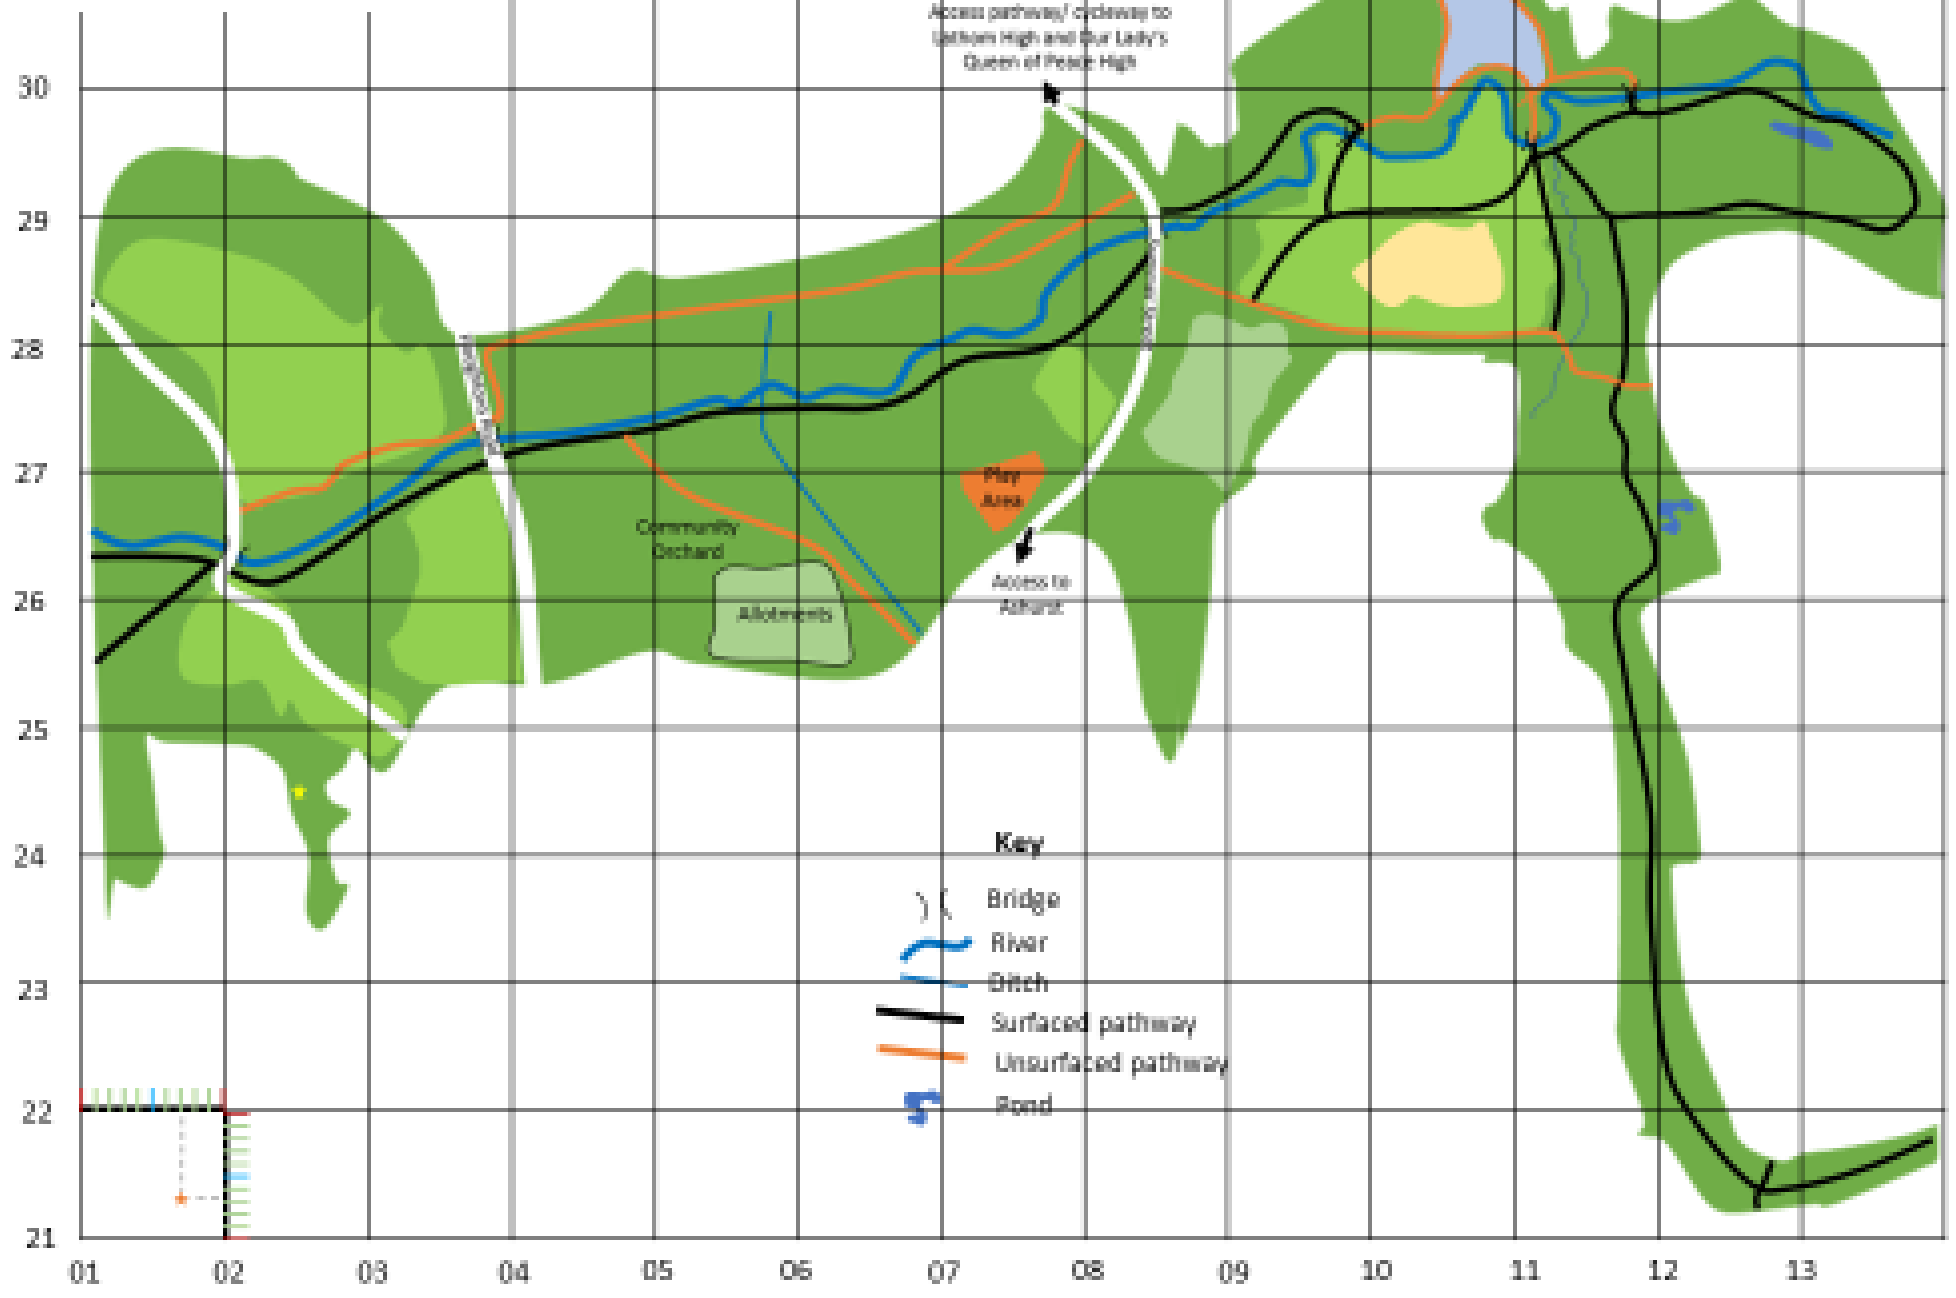 Access pathway/ cycleway to
Lathom High and Our Lady's
Queen of Peace High
30
29
28
27
26
25
24
23
22
21
Play
Area
Community
Orchard
Allotments
Access to
Ashurst
Key
Bridge
River
Ditch
Surfaced pathway
Unsurfaced pathway
Pond
01
02
03
04
05
06
07
08
09
10
11
12
13